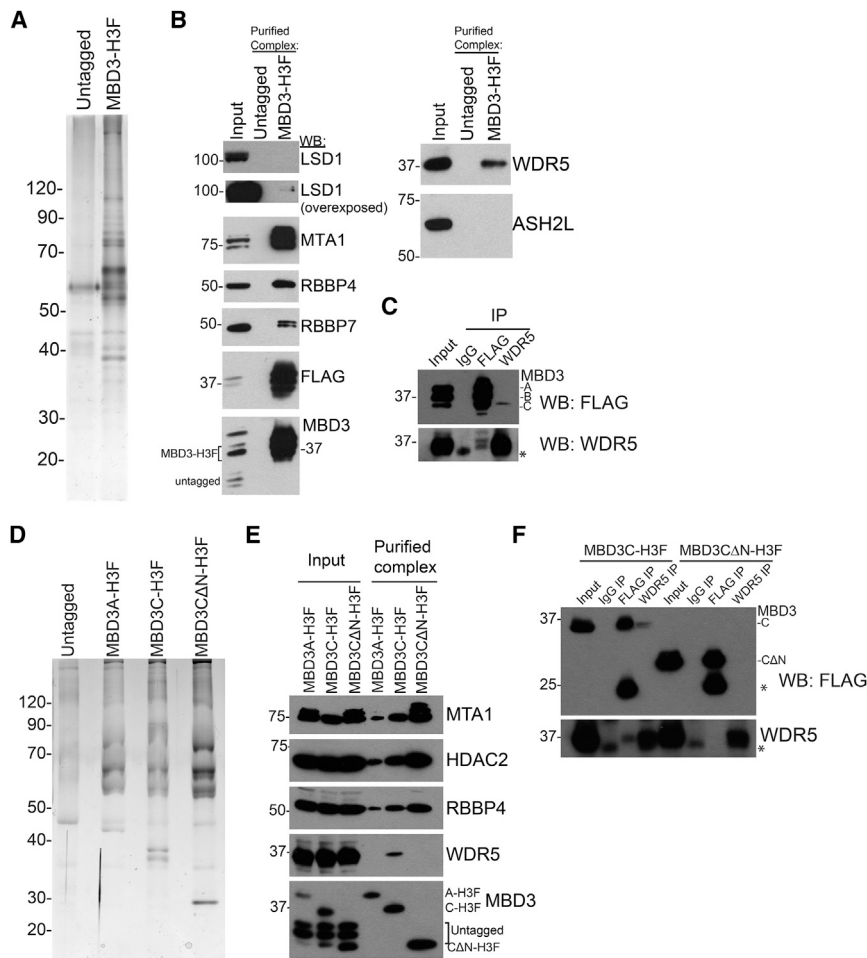 A
Untagged
MBD3-H3F
120-
90-
70-
50-
40-
30-
20-
B
Purified
Complex:
Input
Untagged
MBD3-H3F
WB:
100-
LSD1
100-
LSD1
(overexposed)
75-
MTA1
50-
RBBP4
50-
RBBP7
37-
FLAG
MBD3
-37
MBD3-H3F
untagged
Purified
Complex:
Input
Untagged
MBD3-H3F
37-
WDR5
75-
ASH2L
50-
C
IP
Input
IgG
FLAG
WDR5
MBD3
-A
37-
-B
-C
WB: FLAG
37-
WB: WDR5
*
D
Untagged
MBD3A-H3F
MBD3C-H3F
MBD3CΔN-H3F
120-
90-
70-
50-
40-
30-
20-
E
Input
Purified
complex
MBD3A-H3F
MBD3C-H3F
MBD3CΔN-H3F
MBD3A-H3F
MBD3C-H3F
MBD3CΔN-H3F
75-
MTA1
75-
HDAC2
50-
RBBP4
37-
WDR5
A-H3F
37-
C-H3F
MBD3
Untagged
CΔN-H3F
F
MBD3C-H3F
MBD3CΔN-H3F
Input
IgG IP
FLAG IP
WDR5 IP
Input
IgG IP
FLAG IP
WDR5 IP
MBD3
37-
-C
-CΔN
25-
*
WB: FLAG
37-
WDR5
*